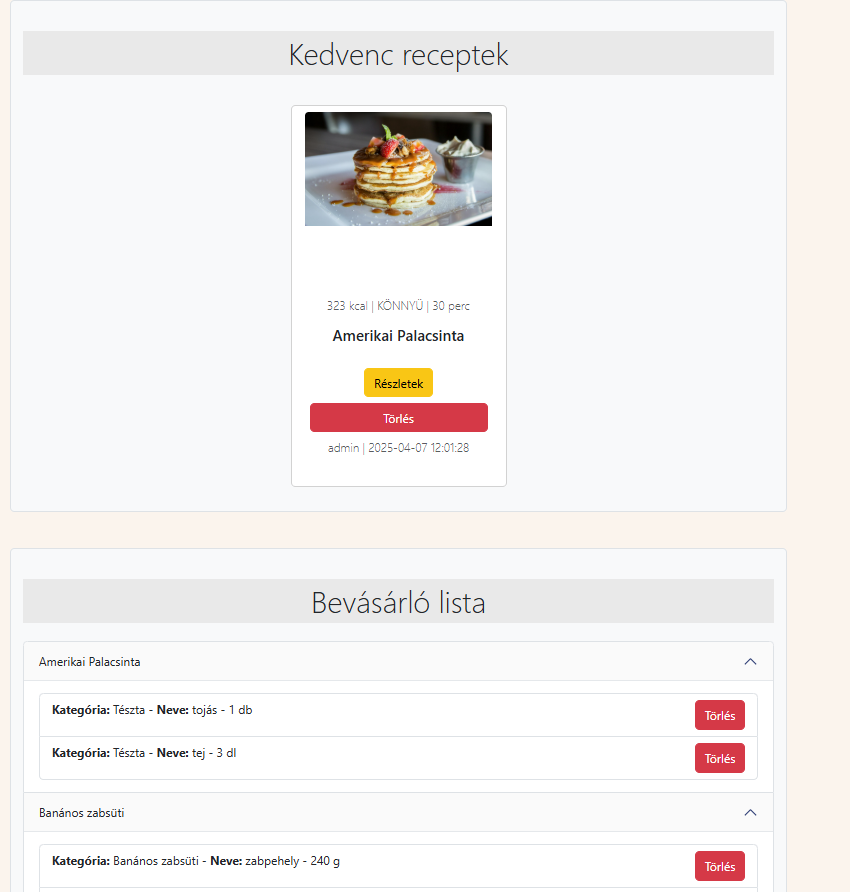 Kedvenc receptek
323 kcal | KÖNNYŰ | 30 perc
Amerikai Palacsinta
Részletek
Törlés
admin | 2025-04-07 12:01:28
Bevásárló lista
Amerikai Palacsinta
Kategória: Tészta - Neve: tojás - 1 db
Törlés
Kategória: Tészta - Neve: tej - 3 dl
Törlés
Banános zabsüti
Kategória: Banános zabsüti - Neve: zabpehely - 240 g
Törlés